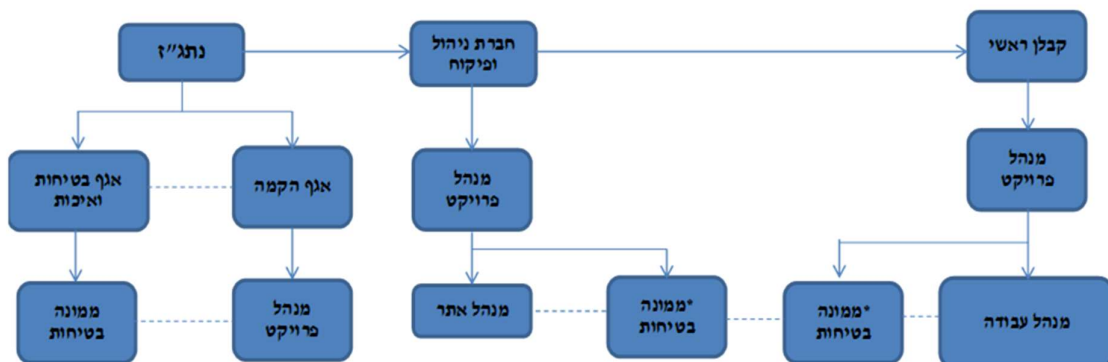 קבלן ראשי
חברת ניהול
ופיקוח
נתג"ז
מנהל
פרויקט
מנהל
פרויקט
אגף הקמה
אגף בטיחות
ואיכות
מנהל עבודה
*ממונה
בטיחות
*ממונה
בטיחות
מנהל אתר
מנהל
פרויקט
ממונה
בטיחות